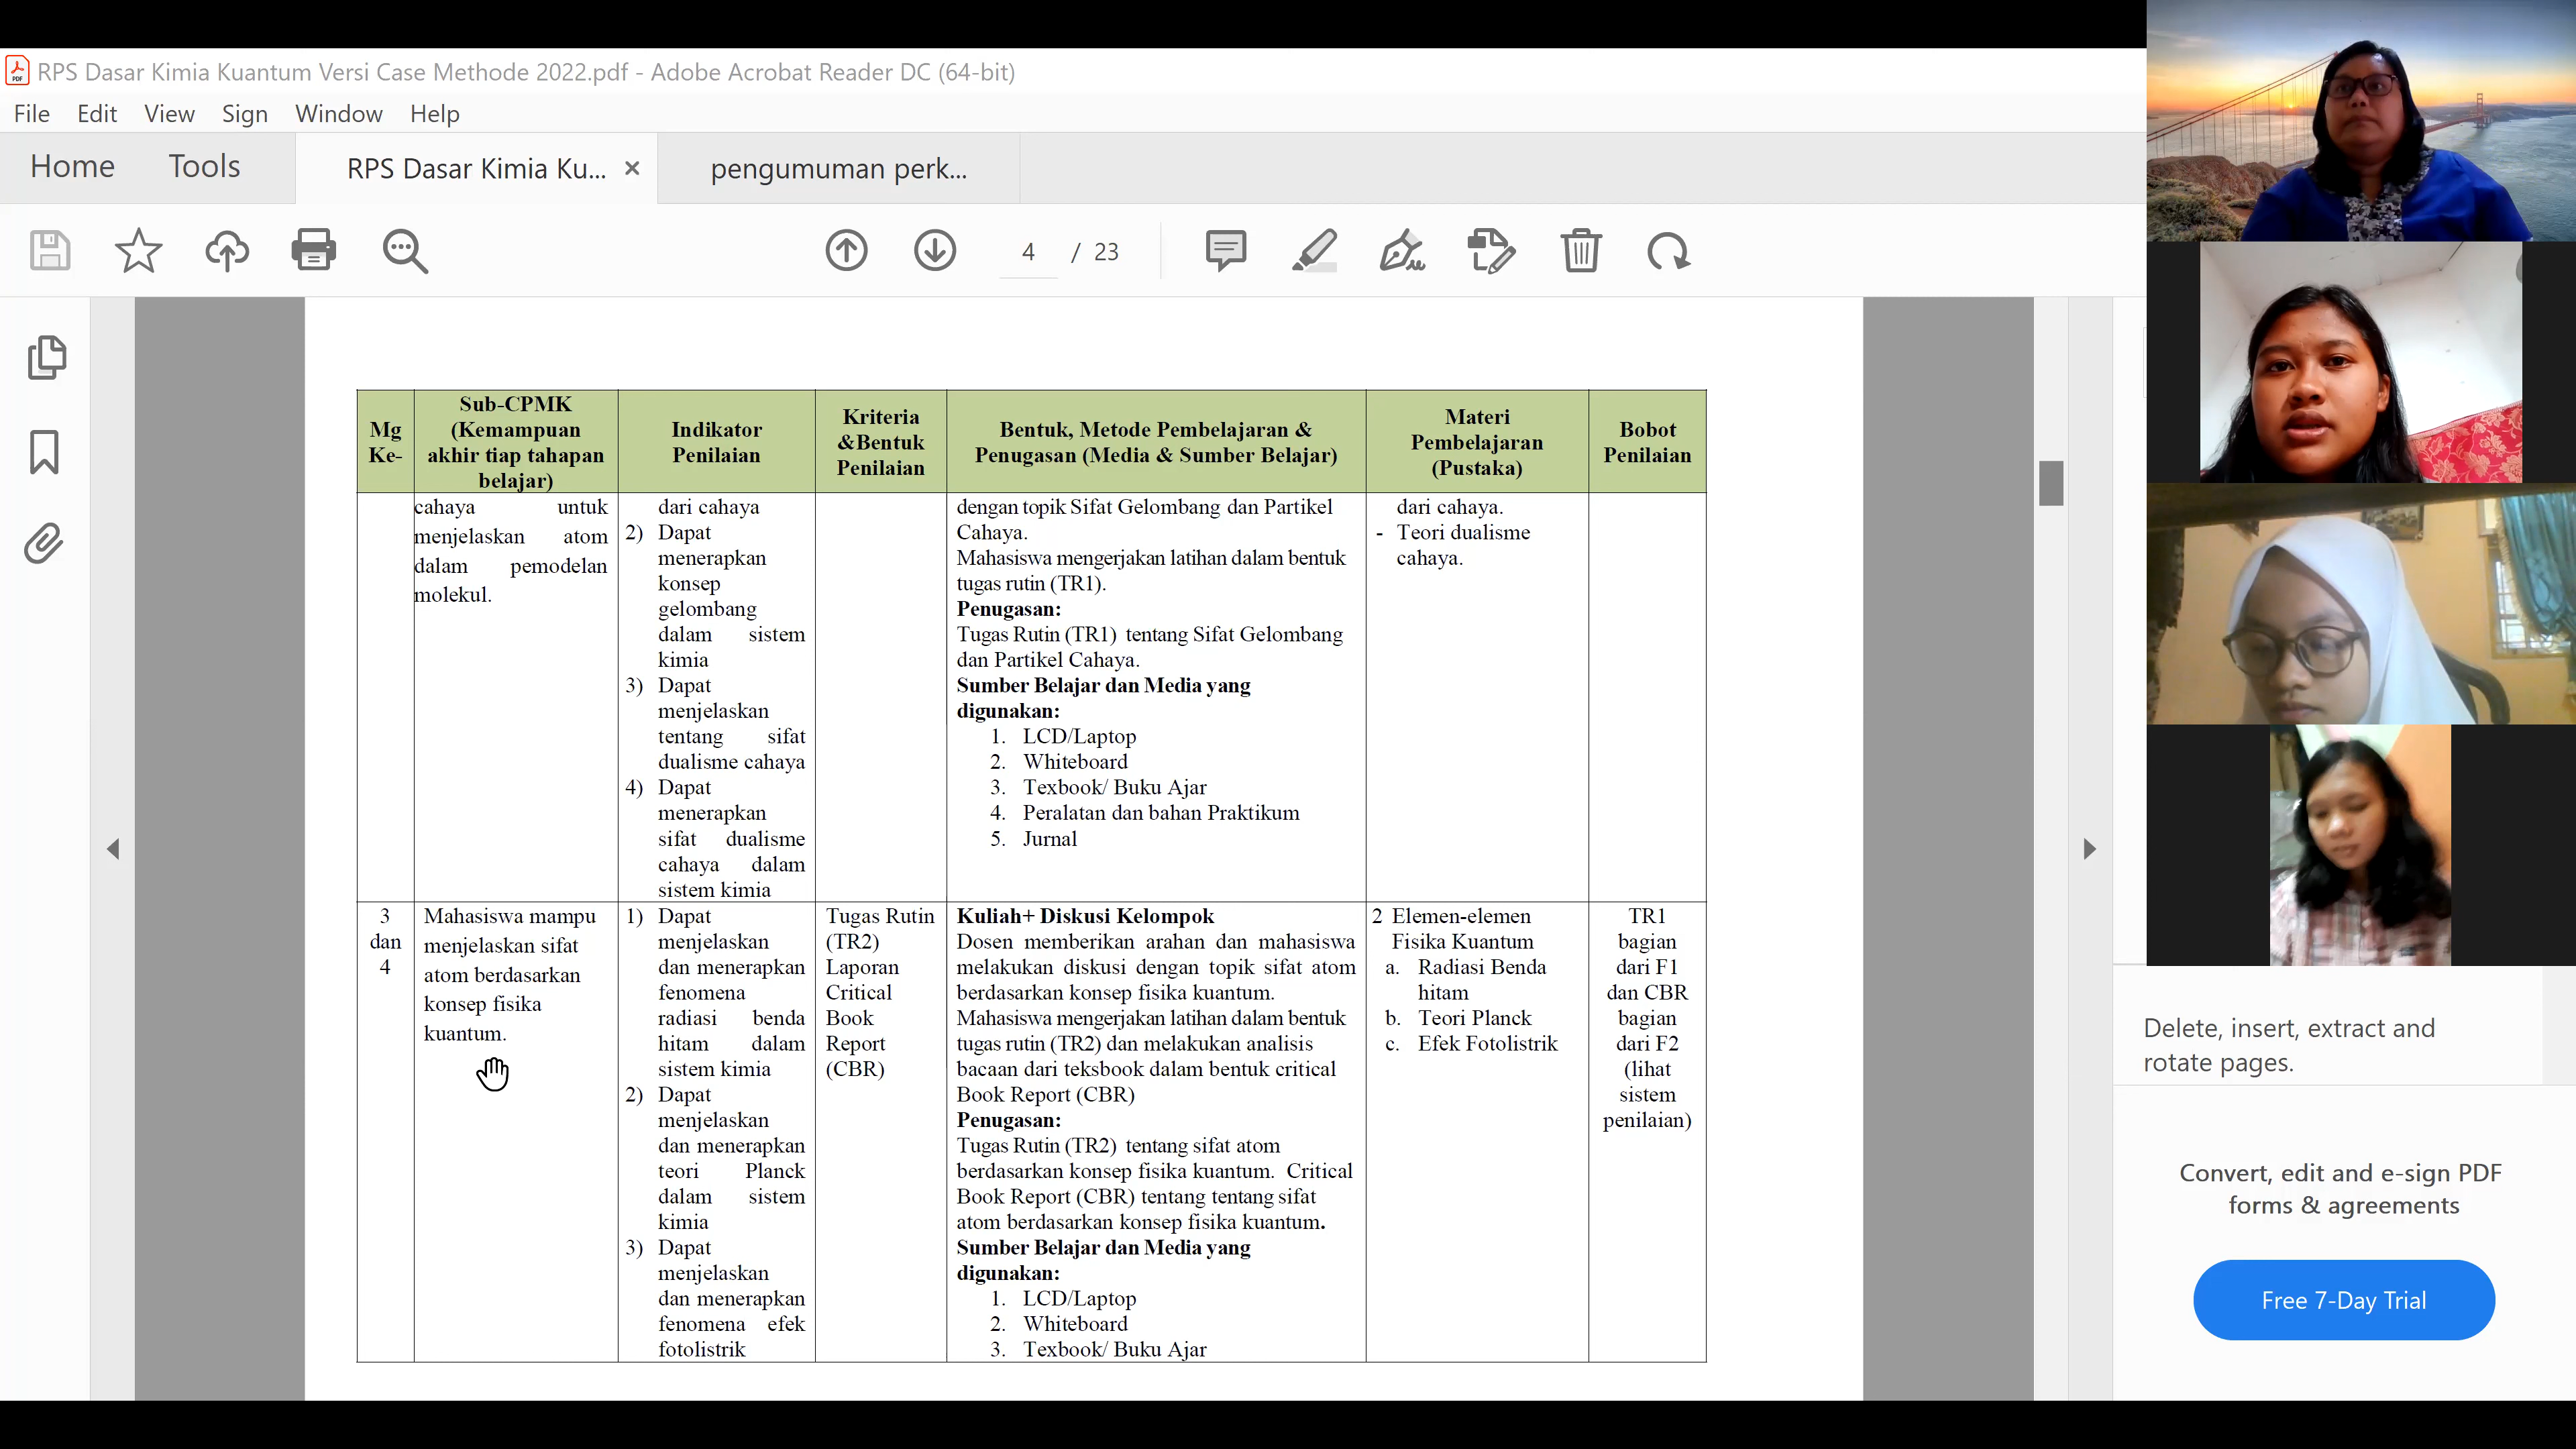 RPS Dasar Kimia Kuantum Versi Case Methode 2022.pdf - Adobe Acrobat Reader DC (64-bit)
File Edit View Sign Window Help
Home Tools RPS Dasar Kimia Ku... × pengumuman perk...
4 / 23
Mg
Ke-
Sub-CPMK
(Kemampuan
akhir tiap tahapan
belajar)
Indikator
Penilaian
Kriteria
&Bentuk
Penilaian
Bentuk, Metode Pembelajaran &
Penugasan (Media & Sumber Belajar)
Materi
Pembelajaran
(Pustaka)
Bobot
Penilaian
cahaya untuk
menjelaskan atom
dalam pemodelan
molekul.
dari cahaya
2) Dapat
menerapkan
konsep
gelombang
dalam sistem
kimia
3) Dapat
menjelaskan
tentang sifat
dualisme cahaya
4) Dapat
menerapkan
sifat dualisme
cahaya dalam
sistem kimia
dengan topik Sifat Gelombang dan Partikel
Cahaya.
Mahasiswa mengerjakan latihan dalam bentuk
tugas rutin (TR1).
Penugasan:
Tugas Rutin (TR1) tentang Sifat Gelombang
dan Partikel Cahaya.
Sumber Belajar dan Media yang
digunakan:
1. LCD/Laptop
2. Whiteboard
3. Texbook/ Buku Ajar
4. Peralatan dan bahan Praktikum
5. Jurnal
dari cahaya.
- Teori dualisme
cahaya.
3
dan
4
Mahasiswa mampu
menjelaskan sifat
atom berdasarkan
konsep fisika
kuantum.
1) Dapat
menjelaskan
dan menerapkan
fenomena
radiasi benda
hitam dalam
sistem kimia
2) Dapat
menjelaskan
dan menerapkan
teori Planck
dalam sistem
kimia
3) Dapat
menjelaskan
dan menerapkan
fenomena efek
fotolistrik
Tugas Rutin
(TR2)
Laporan
Critical
Book
Report
(CBR)
Kuliah+ Diskusi Kelompok
Dosen memberikan arahan dan mahasiswa
melakukan diskusi dengan topik sifat atom
berdasarkan konsep fisika kuantum.
Mahasiswa mengerjakan latihan dalam bentuk
tugas rutin (TR2) dan melakukan analisis
bacaan dari teksbook dalam bentuk critical
Book Report (CBR)
Penugasan:
Tugas Rutin (TR2) tentang sifat atom
berdasarkan konsep fisika kuantum. Critical
Book Report (CBR) tentang tentang sifat
atom berdasarkan konsep fisika kuantum.
Sumber Belajar dan Media yang
digunakan:
1. LCD/Laptop
2. Whiteboard
3. Texbook/ Buku Ajar
2 Elemen-elemen
Fisika Kuantum
a. Radiasi Benda
hitam
b. Teori Planck
c. Efek Fotolistrik
TR1
bagian
dari F1
dan CBR
bagian
dari F2
(lihat
sistem
penilaian)
Delete, insert, extract and
rotate pages.
Convert, edit and e-sign PDF
forms & agreements
Free 7-Day Trial